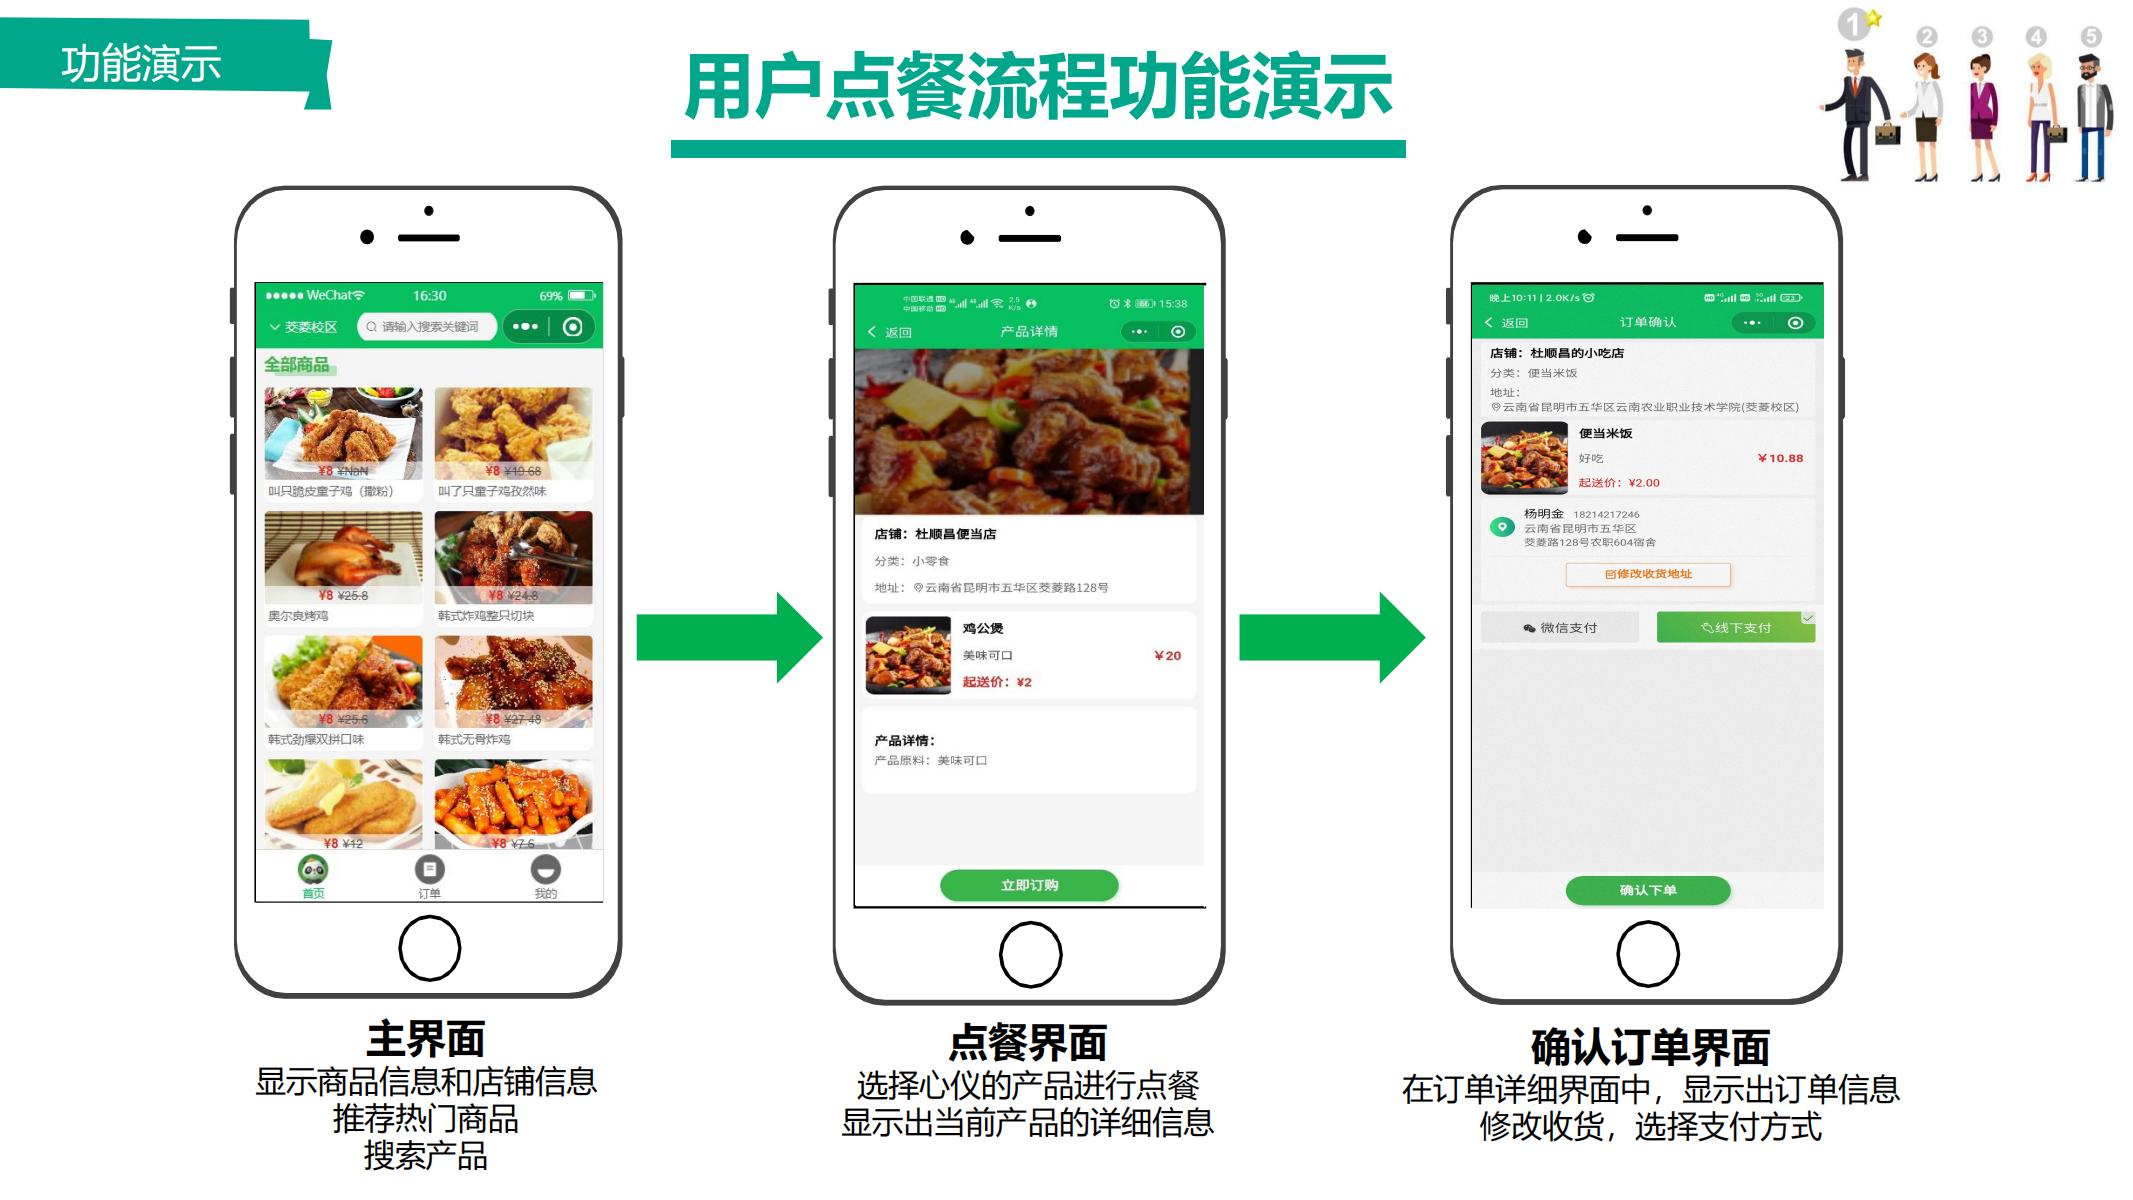 功能演示
用户点餐流程功能演示
1
2
3
4
5
WeChat
16:30
69%
茭菱校区
请输入搜索关键词
全部商品
¥8 ¥NaN
¥8 ¥19.68
叫只脆皮童子鸡（撒粉）
叫了只童子鸡孜然味
¥8 ¥25.8
¥8 ¥24.8
奥尔良烤鸡
韩式炸鸡整只切块
¥8 ¥25.6
¥8 ¥27.48
韩式劲爆双拼口味
韩式无骨炸鸡
¥8 ¥12
¥8 ¥7.6
首页
订单
我的
主界面
显示商品信息和店铺信息
推荐热门商品
搜索产品
中国联通
中国移动
2.5
K/s
15:38
返回
产品详情
店铺：杜顺昌便当店
分类：小零食
地址：云南省昆明市五华区茭菱路128号
鸡公煲
美味可口
¥20
起送价：¥2
产品详情：
产品原料：美味可口
立即订购
点餐界面
选择心仪的产品进行点餐
显示出当前产品的详细信息
晚上10:11 | 2.0K/s
返回
订单确认
店铺：杜顺昌的小吃店
分类：便当米饭
地址：
云南省昆明市五华区云南农业职业技术学院(茭菱校区)
便当米饭
好吃
¥10.88
起送价：¥2.00
杨明金 18214217246
云南省昆明市五华区
茭菱路128号农职604宿舍
修改收货地址
微信支付
线下支付
确认下单
确认订单界面
在订单详细界面中，显示出订单信息
修改收货，选择支付方式